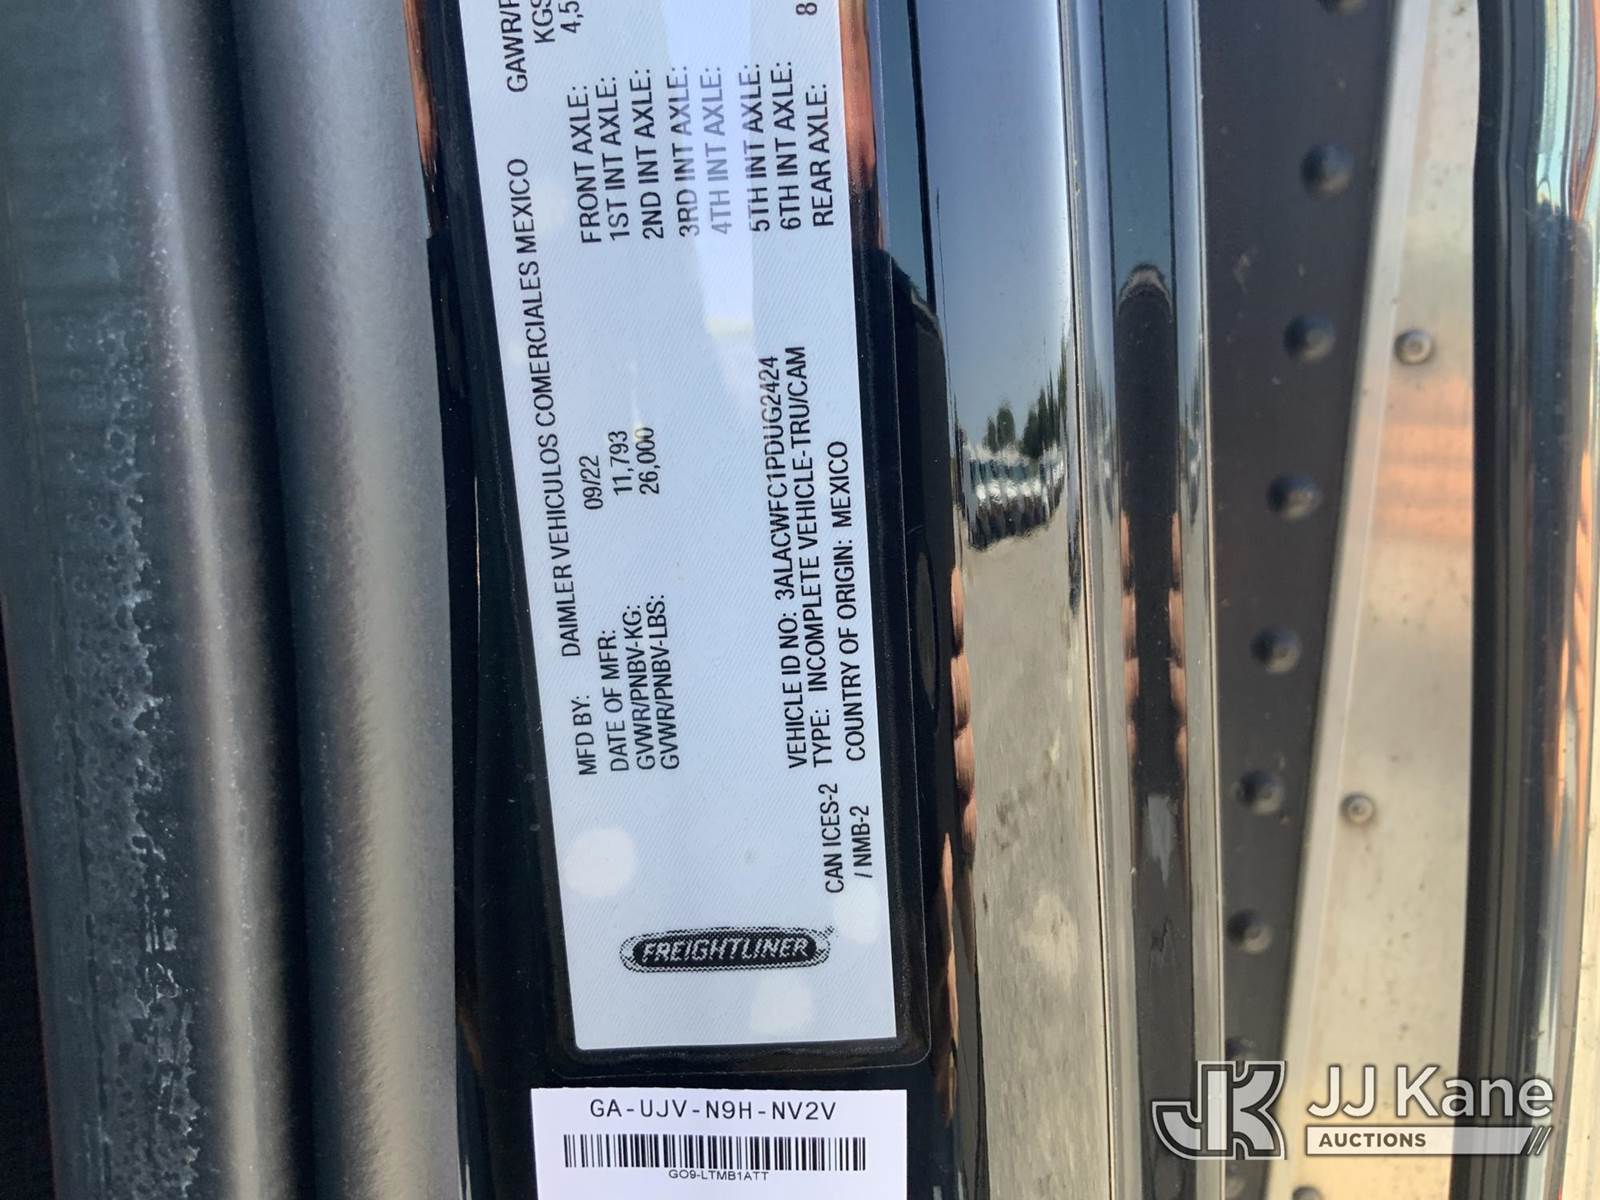 FREIGHTLINER
MFD BY: DAIMLER VEHICULOS COMERCIALES MEXICO GAWR/
DATE OF MFR: 09/22 FRONT AXLE: KGS
GVWR/PNBV-KG: 11,793 1ST INT AXLE:
GVWR/PNBV-LBS: 26,000 2ND INT AXLE:
3RD INT AXLE:
4TH INT AXLE:
5TH INT AXLE:
6TH INT AXLE:
REAR AXLE:
VEHICLE ID NO: 3ALACWFC1PDUG2424
CAN ICES-2 TYPE: INCOMPLETE VEHICLE-TRU/CAM
/ NMB-2 COUNTRY OF ORIGIN: MEXICO
GA-UJV-N9H-NV2V
GO9-LTMB1ATT
JK JJ Kane
AUCTIONS